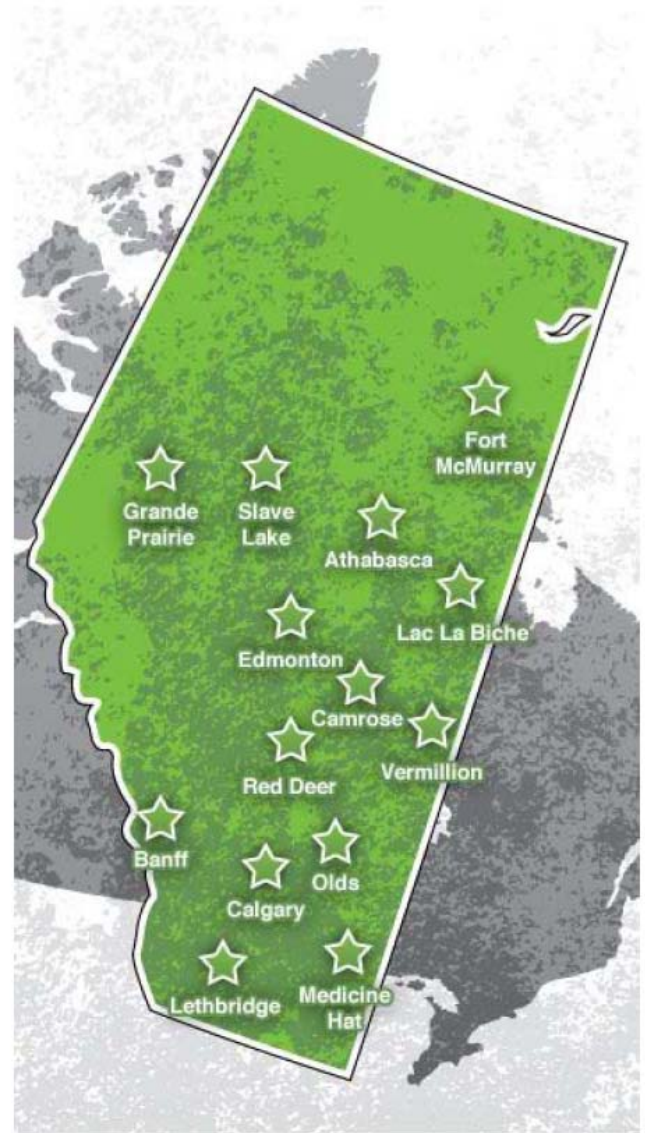 Fort
McMurray
Grande
Prairie
Slave
Lake
Athabasca
Lac La Biche
Edmonton
Camrose
Vermillion
Red Deer
Banff
Olds
Calgary
Lethbridge
Medicine
Hat